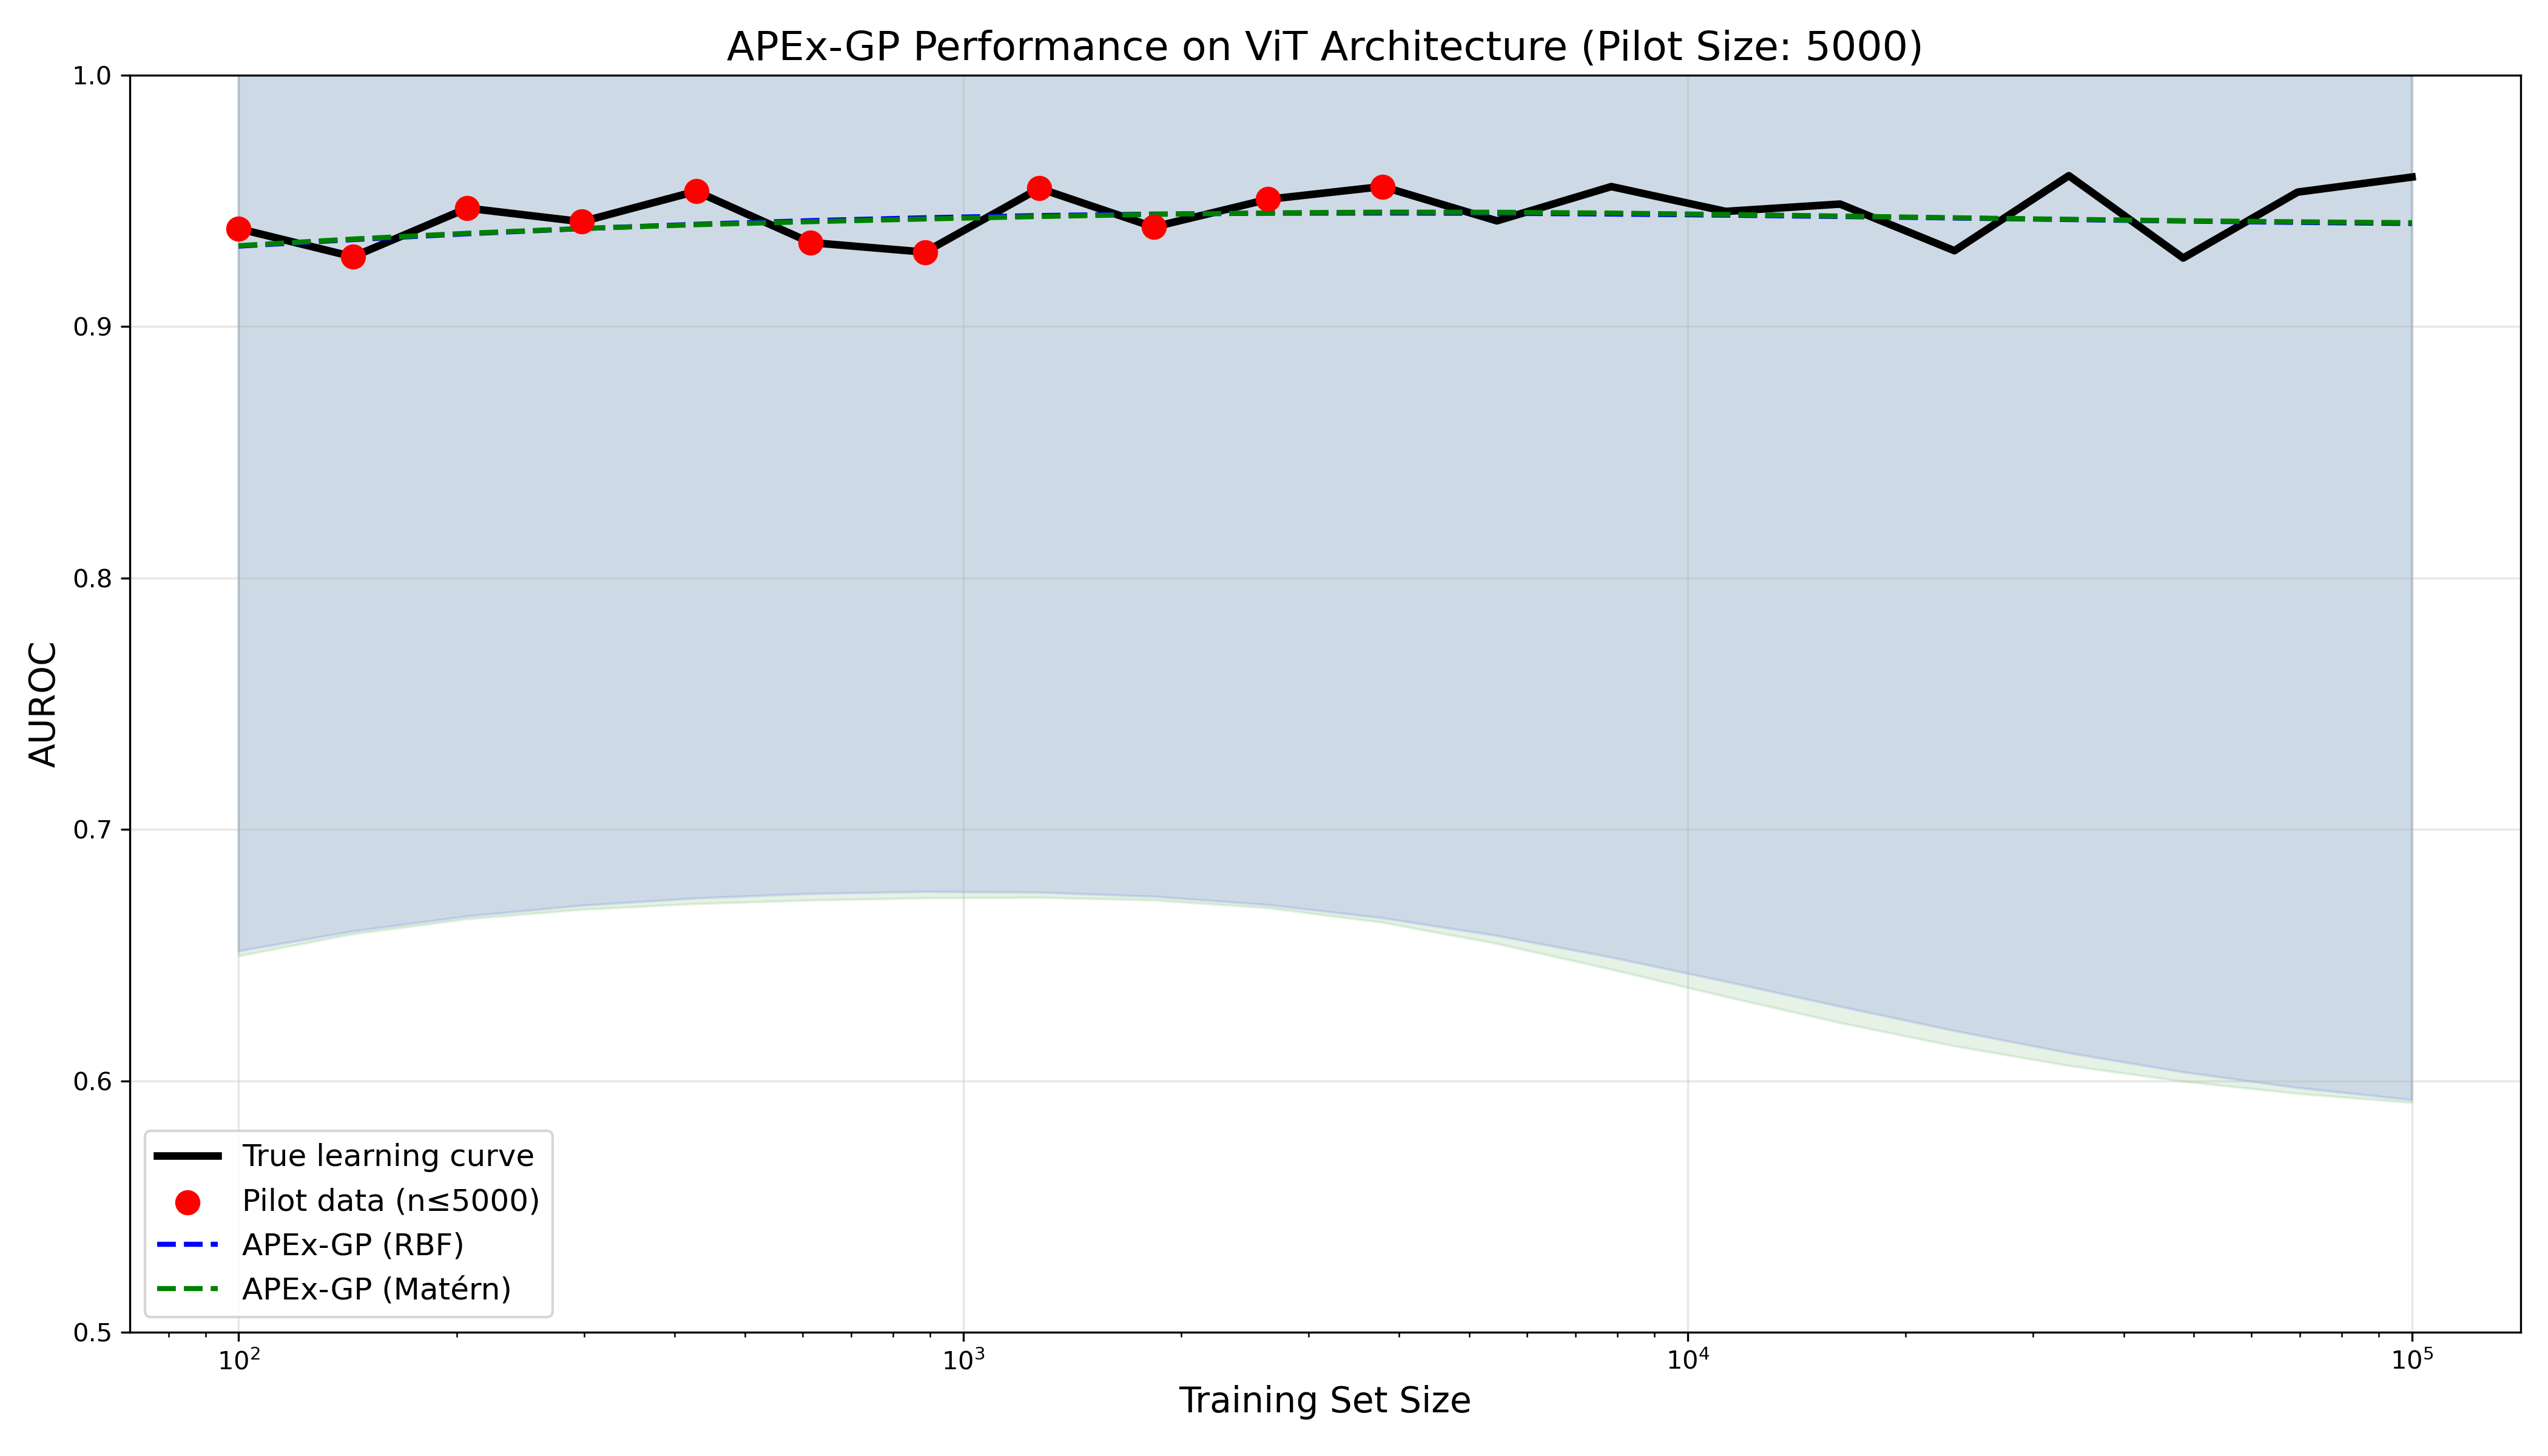 APEx-GP Performance on ViT Architecture (Pilot Size: 5000)
1.0
0.9
0.8
0.7
0.6
0.5
AUROC
True learning curve
Pilot data (n≤5000)
APEx-GP (RBF)
APEx-GP (Matérn)
10² 10³ 10⁴ 10⁵
Training Set Size